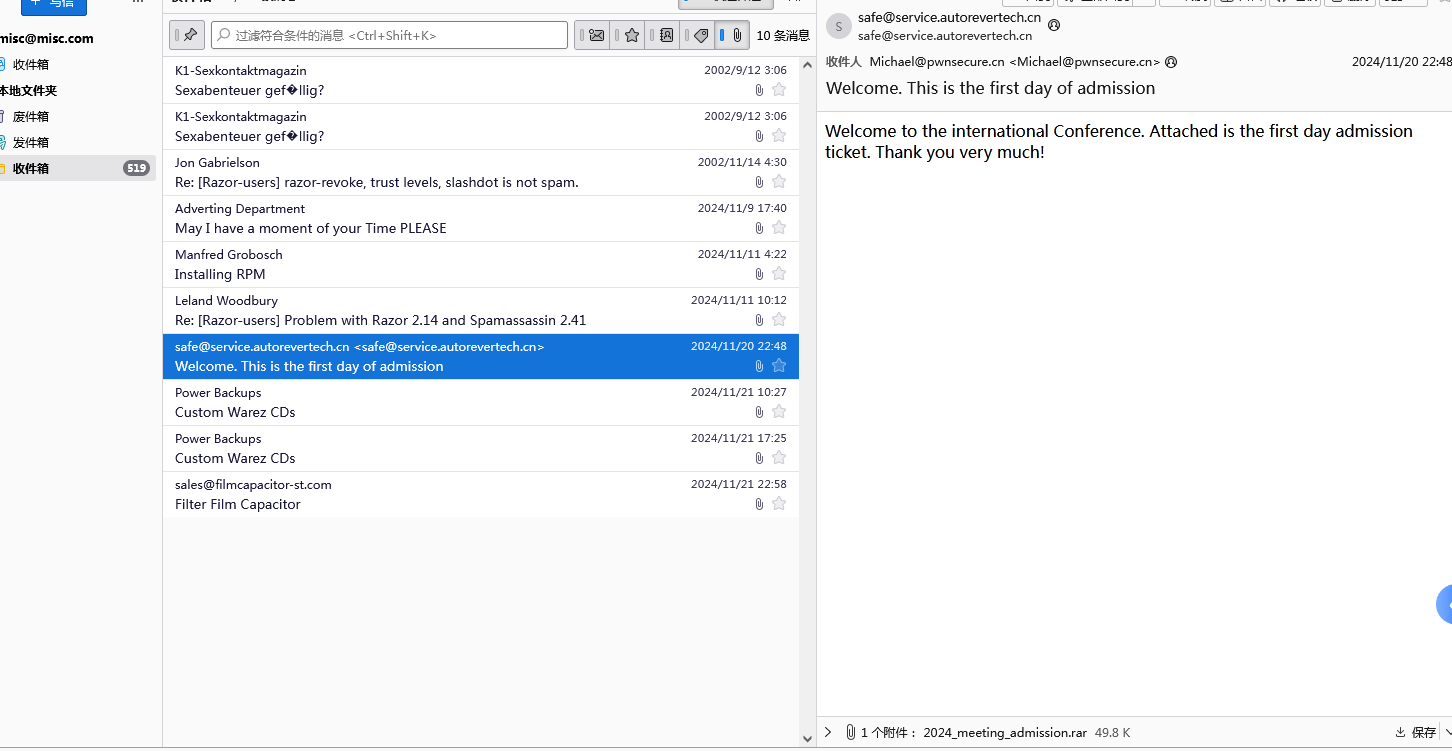 写信
misc@misc.com
收件箱
本地文件夹
废件箱
发件箱
收件箱 519
过滤符合条件的消息 <Ctrl+Shift+K>
10 条消息
K1-Sexkontaktmagazin 2002/9/12 3:06
Sexabenteuer gef�llig?
K1-Sexkontaktmagazin 2002/9/12 3:06
Sexabenteuer gef�llig?
Jon Gabrielson 2002/11/14 4:30
Re: [Razor-users] razor-revoke, trust levels, slashdot is not spam.
Adverting Department 2024/11/9 17:40
May I have a moment of your Time PLEASE
Manfred Grobosch 2024/11/11 4:22
Installing RPM
Leland Woodbury 2024/11/11 10:12
Re: [Razor-users] Problem with Razor 2.14 and Spamassassin 2.41
safe@service.autorevertech.cn <safe@service.autorevertech.cn> 2024/11/20 22:48
Welcome. This is the first day of admission
Power Backups 2024/11/21 10:27
Custom Warez CDs
Power Backups 2024/11/21 17:25
Custom Warez CDs
sales@filmcapacitor-st.com 2024/11/21 22:58
Filter Film Capacitor
S
safe@service.autorevertech.cn
safe@service.autorevertech.cn
收件人 Michael@pwnsecure.cn <Michael@pwnsecure.cn> 2024/11/20 22:48
Welcome. This is the first day of admission
Welcome to the international Conference. Attached is the first day admission
ticket. Thank you very much!
1 个附件： 2024_meeting_admission.rar 49.8 K 保存